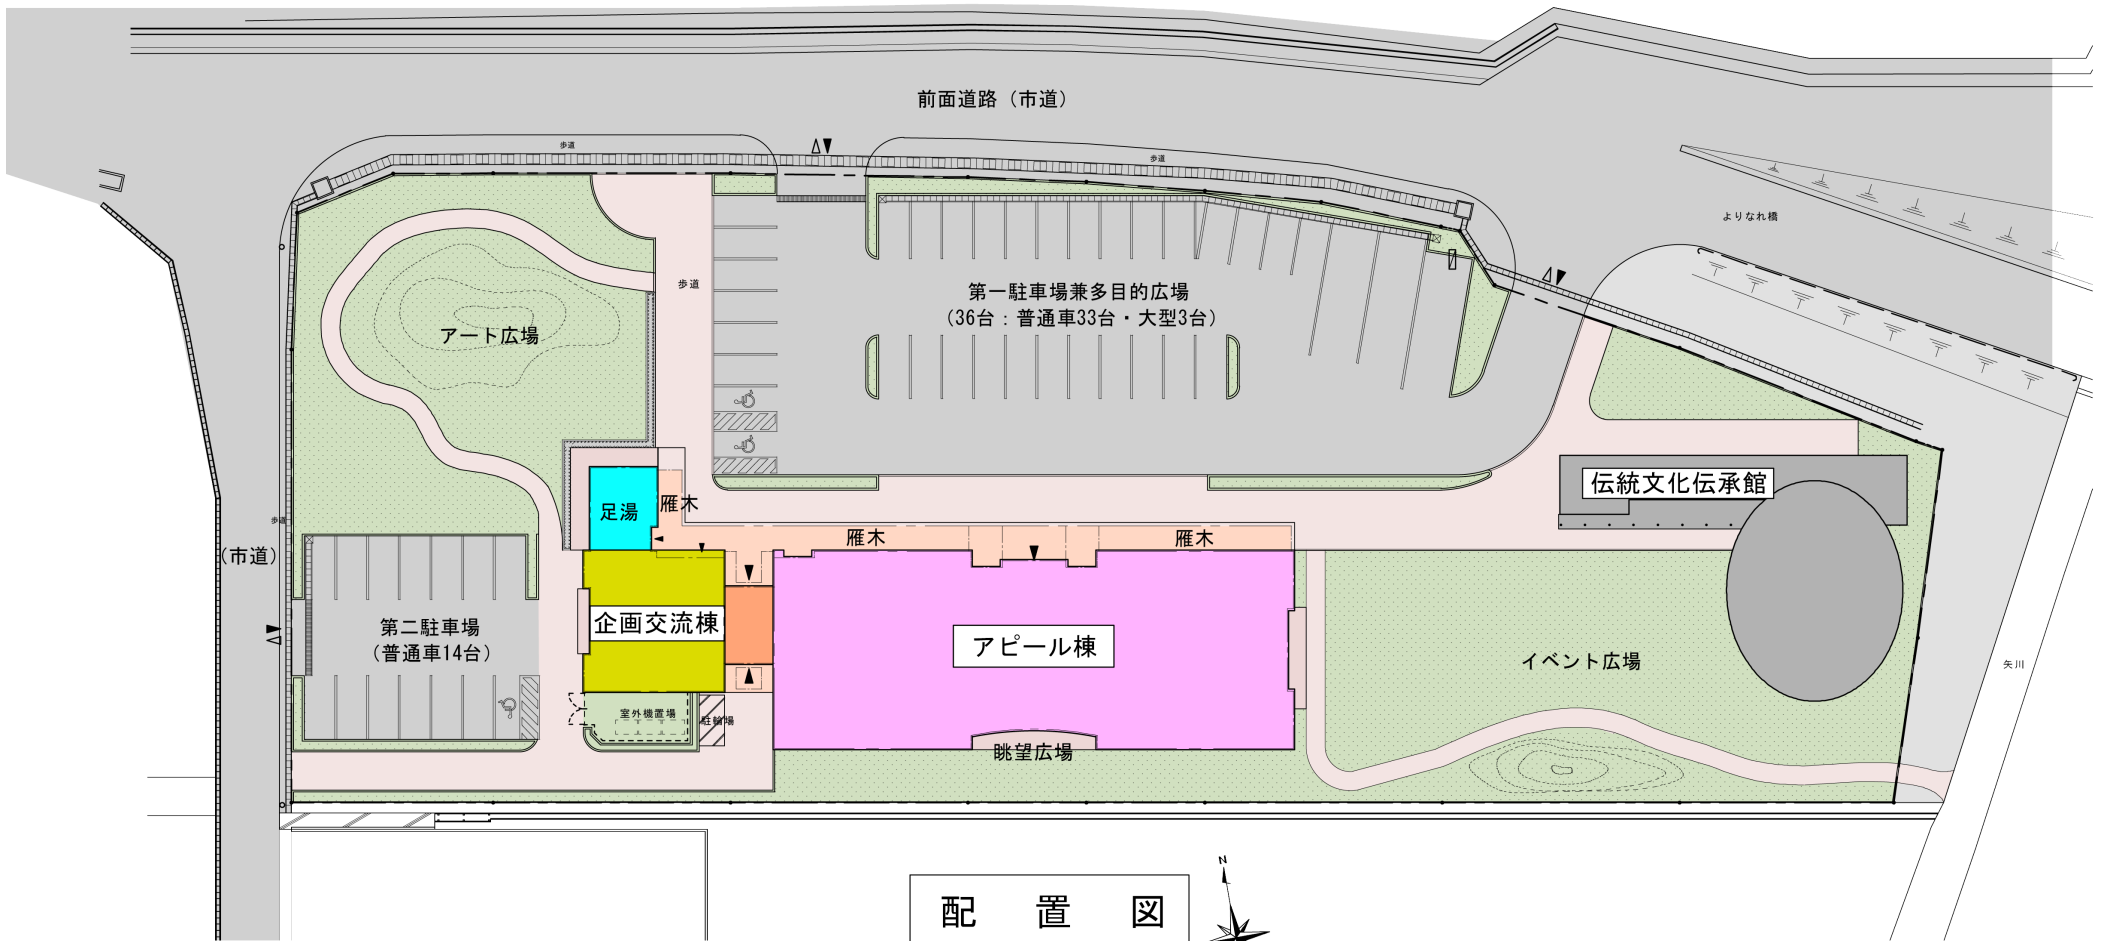 前面道路（市道）
歩道
歩道
よりなれ橋
歩道
第一駐車場兼多目的広場
（36台：普通車33台・大型3台）
アート広場
伝統文化伝承館
足湯
雁木
歩道
雁木
雁木
（市道）
企画交流棟
第二駐車場
（普通車14台）
アピール棟
イベント広場
矢川
室外機置場
駐輪場
眺望広場
N
配置図